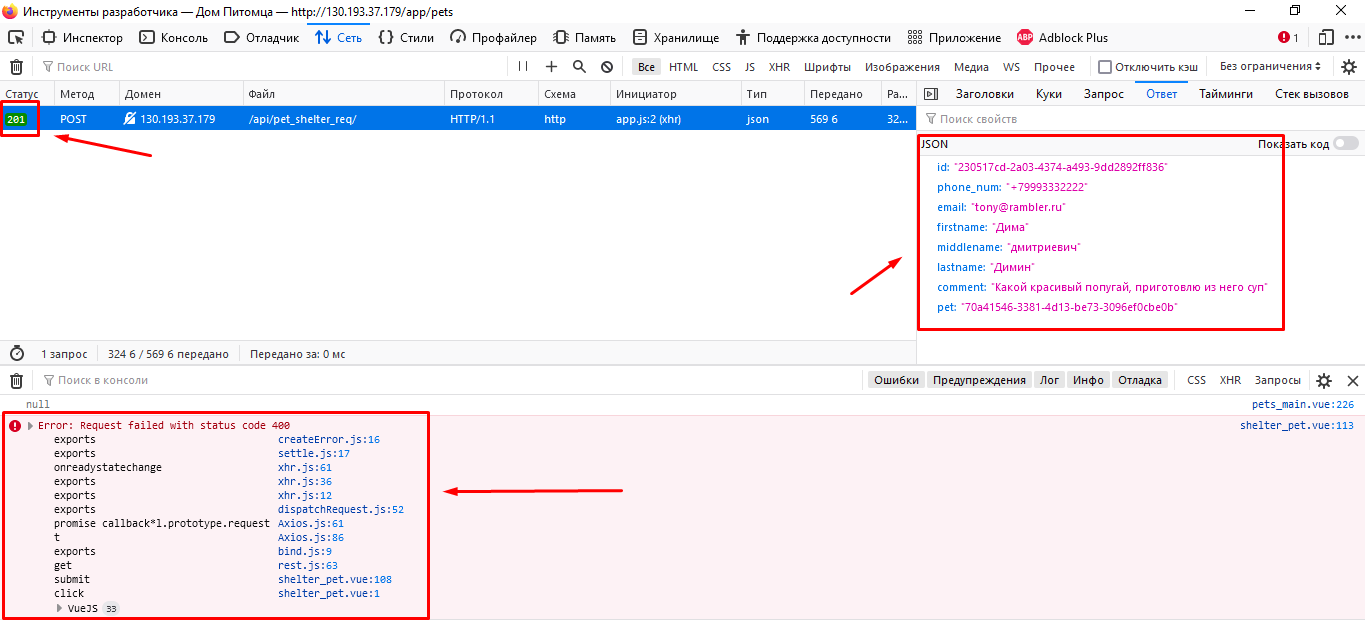 Инструменты разработчика — Дом Питомца — http://130.193.37.179/app/pets
Инспектор Консоль Отладчик Сеть Стили Профайлер Память Хранилище Поддержка доступности Приложение ABP Adblock Plus 1
Поиск URL Все HTML CSS JS XHR Шрифты Изображения Медиа WS Прочее Отключить кэш Без ограничения
Статус Метод Домен Файл Протокол Схема Инициатор Тип Передано Ра...
201 POST 130.193.37.179 /api/pet_shelter_req/ HTTP/1.1 http app.js:2 (xhr) json 569 б 32...
Заголовки Куки Запрос Ответ Тайминги Стек вызовов
Поиск свойств
JSON Показать код
id: "230517cd-2a03-4374-a493-9dd2892ff836"
phone_num: "+79993332222"
email: "tony@rambler.ru"
firstname: "Дима"
middlename: "дмитриевич"
lastname: "Димин"
comment: "Какой красивый попугай, приготовлю из него суп"
pet: "70a41546-3381-4d13-be73-3096ef0cbe0b"
1 запрос 324 б / 569 б передано Передано за: 0 мс
Поиск в консоли Ошибки Предупреждения Лог Инфо Отладка CSS XHR Запросы
null pets_main.vue:226
Error: Request failed with status code 400 shelter_pet.vue:113
exports createError.js:16
exports settle.js:17
onreadystatechange xhr.js:61
exports xhr.js:36
exports xhr.js:12
exports dispatchRequest.js:52
promise callback*l.prototype.request Axios.js:61
t Axios.js:86
exports bind.js:9
get rest.js:63
submit shelter_pet.vue:108
click shelter_pet.vue:1
VueJS 33